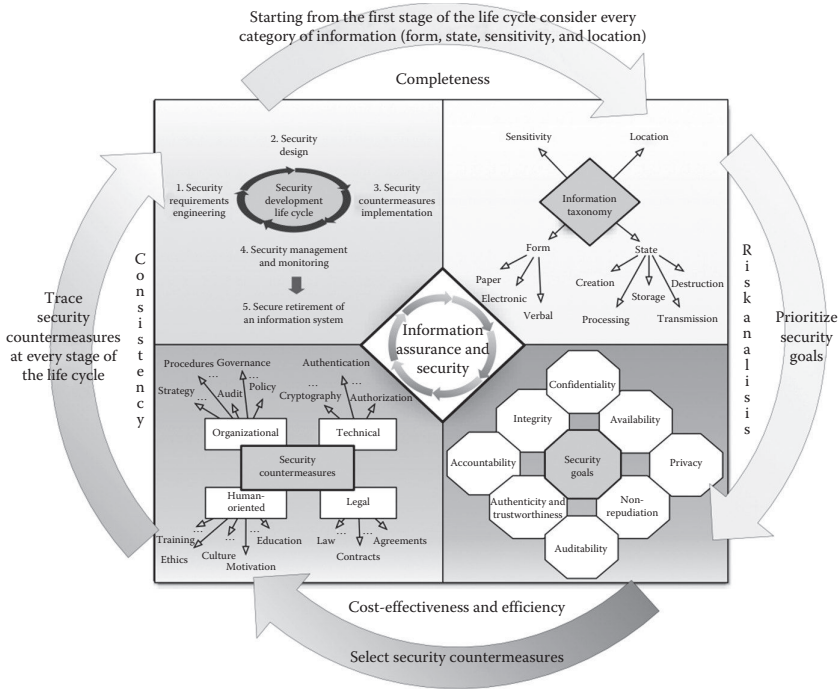 Starting from the first stage of the life cycle consider every
category of information (form, state, sensitivity, and location)
Completeness
2. Security
design
1. Security
requirements
engineering
Security
development
life cycle
3. Security
countermeasures
implementation
4 Security management
and monitoring
5. Secure retirement of
an information system
Sensitivity
Location
Information
taxonomy
Form
State
Paper
Electronic
Verbal
Creation
Processing
Storage
Transmission
Destruction
Consistency
Trace
security
countermeasures
at every stage of
the life cycle
Information
assurance and
security
Risk analisis
Prioritize
security
goals
Procedures
Governance
Strategy
...
Audit
...
Policy
Authentication
...
...
Cryptography
Authorization
Organizational
Technical
Security
countermeasures
Human-
oriented
Legal
Training
...
...
...
Education
Ethics
Culture
Motivation
Law
...
...
Agreements
Contracts
Confidentiality
Integrity
Availability
Accountability
Security
goals
Privacy
Authenticity and
trustworthiness
Non-
repudiation
Auditability
Cost-effectiveness and efficiency
Select security countermeasures